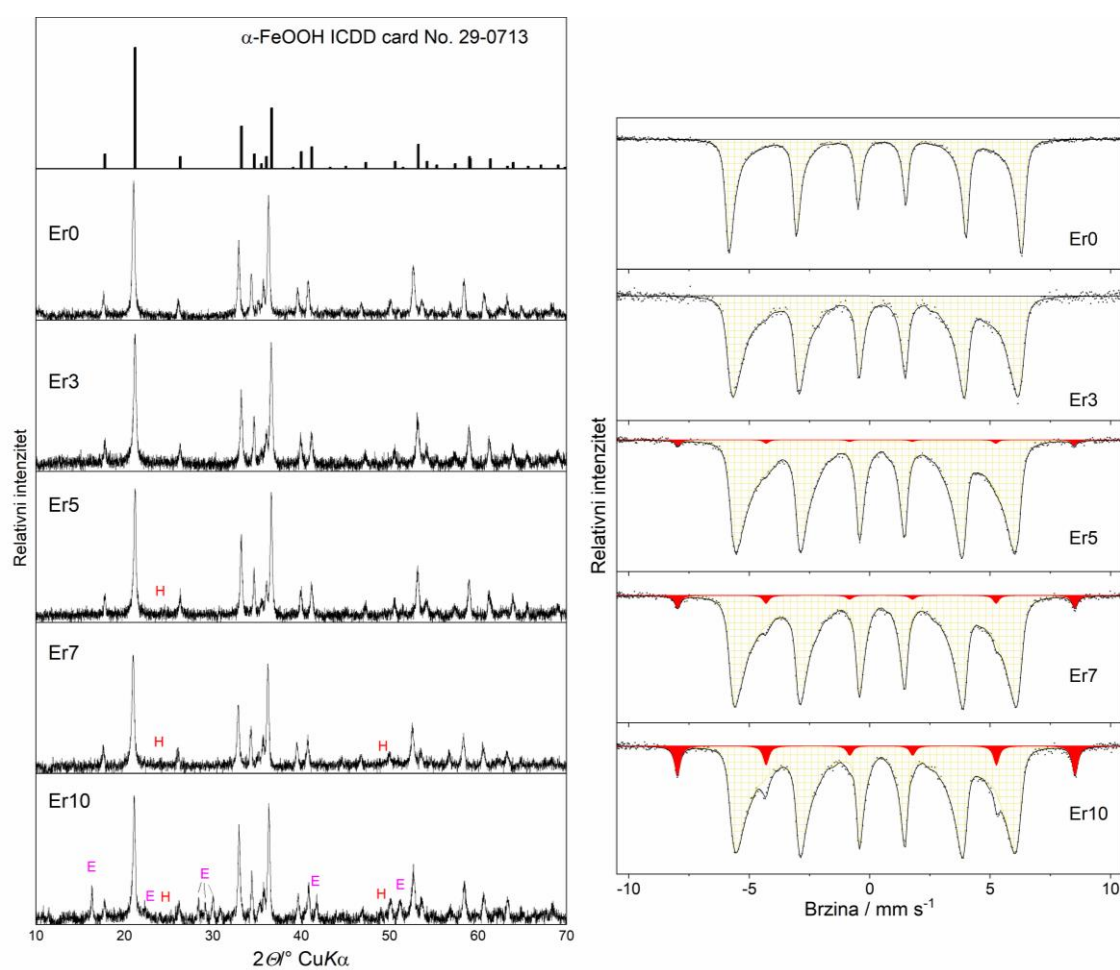 α-FeOOH ICDD card No. 29-0713
Er0
Er3
Er5
H
Er7
H
H
Er10
E
E
H
E
E
H
E
10 20 30 40 50 60 70
2Θ/° CuKα
Relativni intenzitet
Er0
Er3
Er5
Er7
Er10
-10 -5 0 5 10
Brzina / mm s⁻¹
Relativni intenzitet